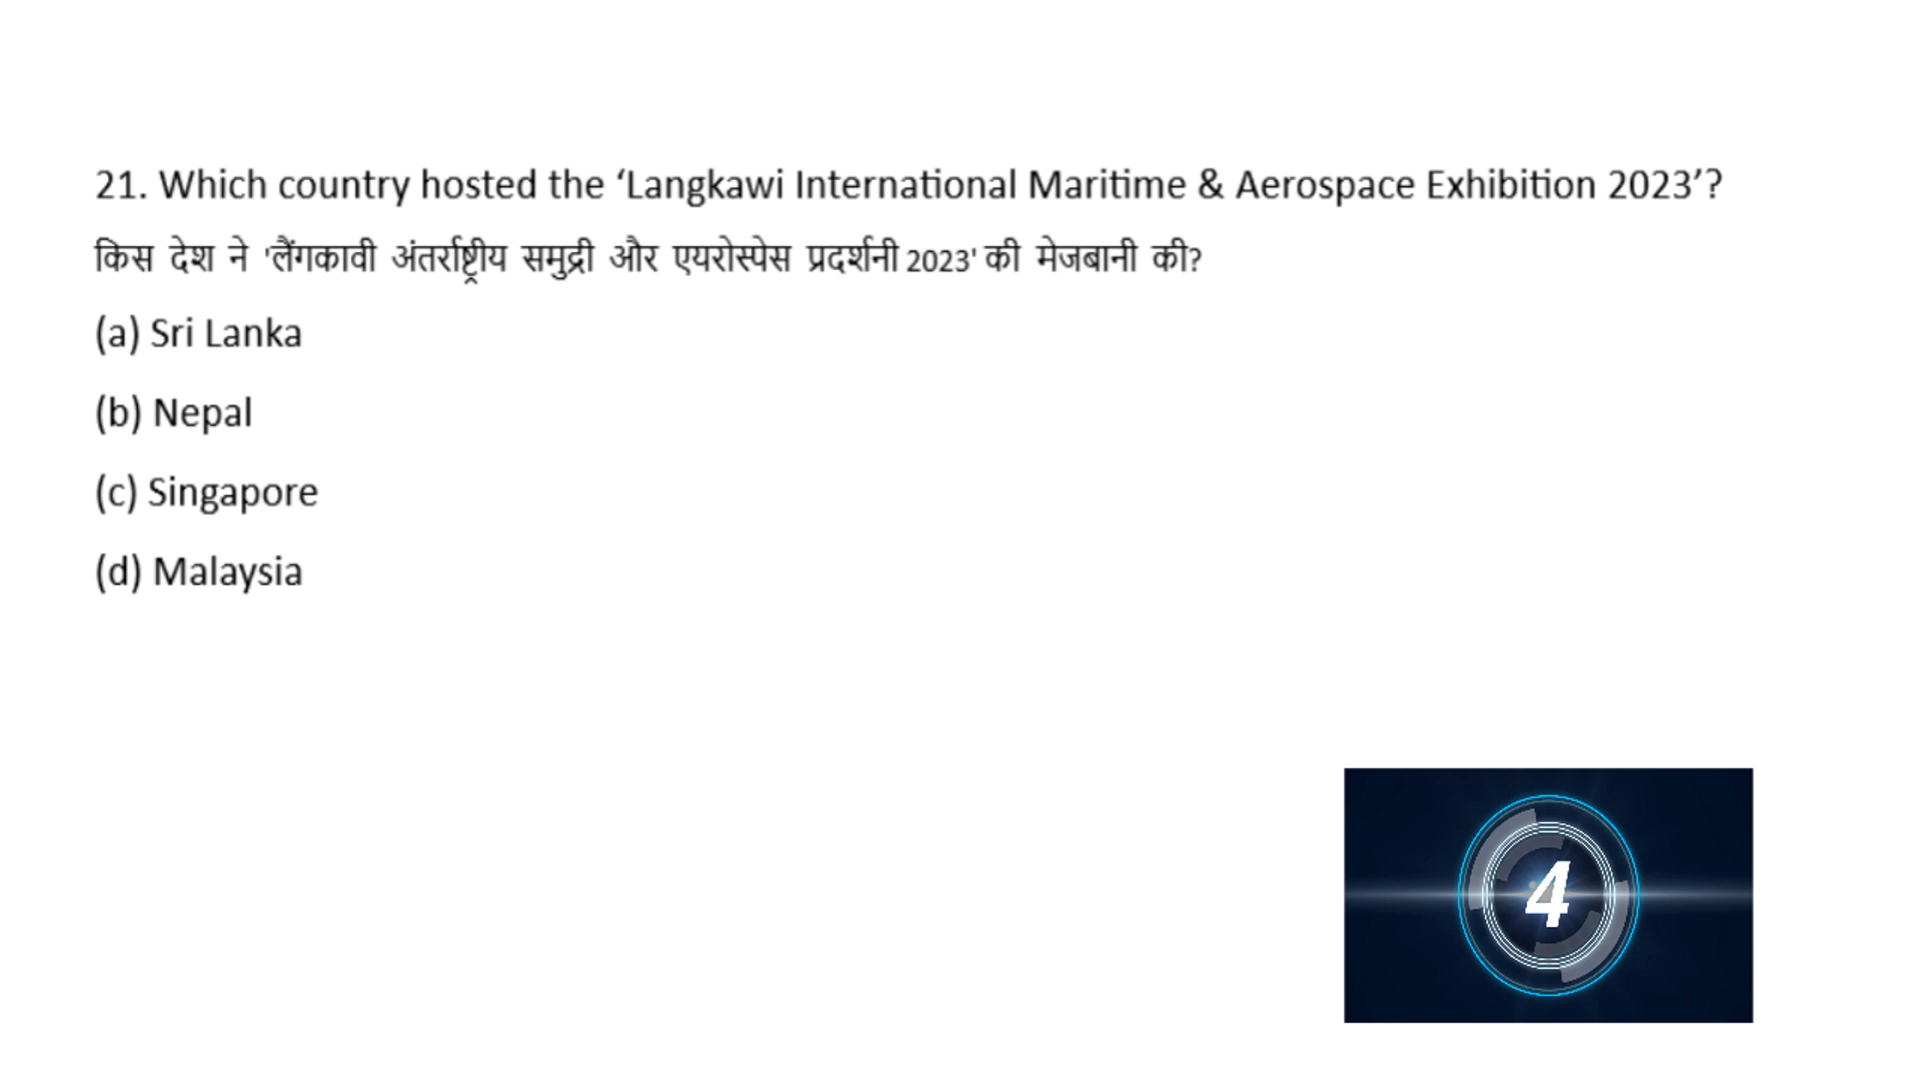 21. Which country hosted the ‘Langkawi International Maritime & Aerospace Exhibition 2023’?
किस देश ने 'लैंगकावी अंतर्राष्ट्रीय समुद्री और एयरोस्पेस प्रदर्शनी 2023' की मेजबानी की?
(a) Sri Lanka
(b) Nepal
(c) Singapore
(d) Malaysia
4